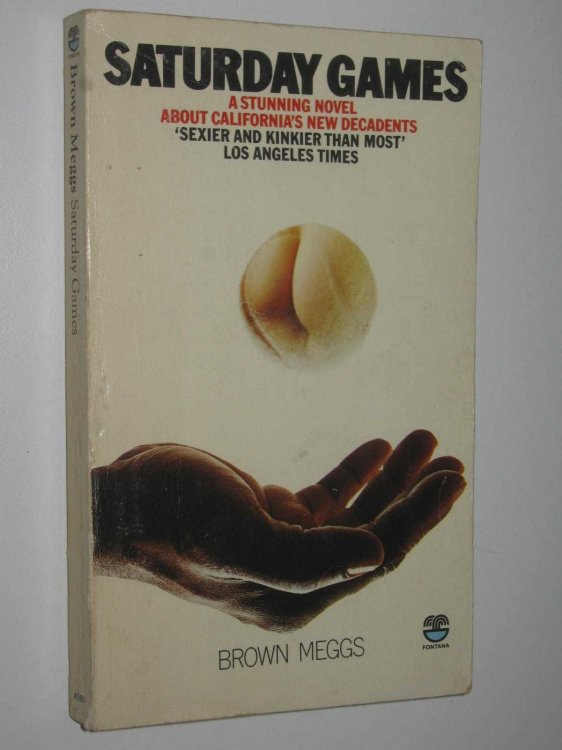 SATURDAY GAMES
A STUNNING NOVEL
ABOUT CALIFORNIA'S NEW DECADENTS
'SEXIER AND KINKIER THAN MOST'
LOS ANGELES TIMES
BROWN MEGGS
FONTANA
FONTANA
Brown Meggs Saturday Games